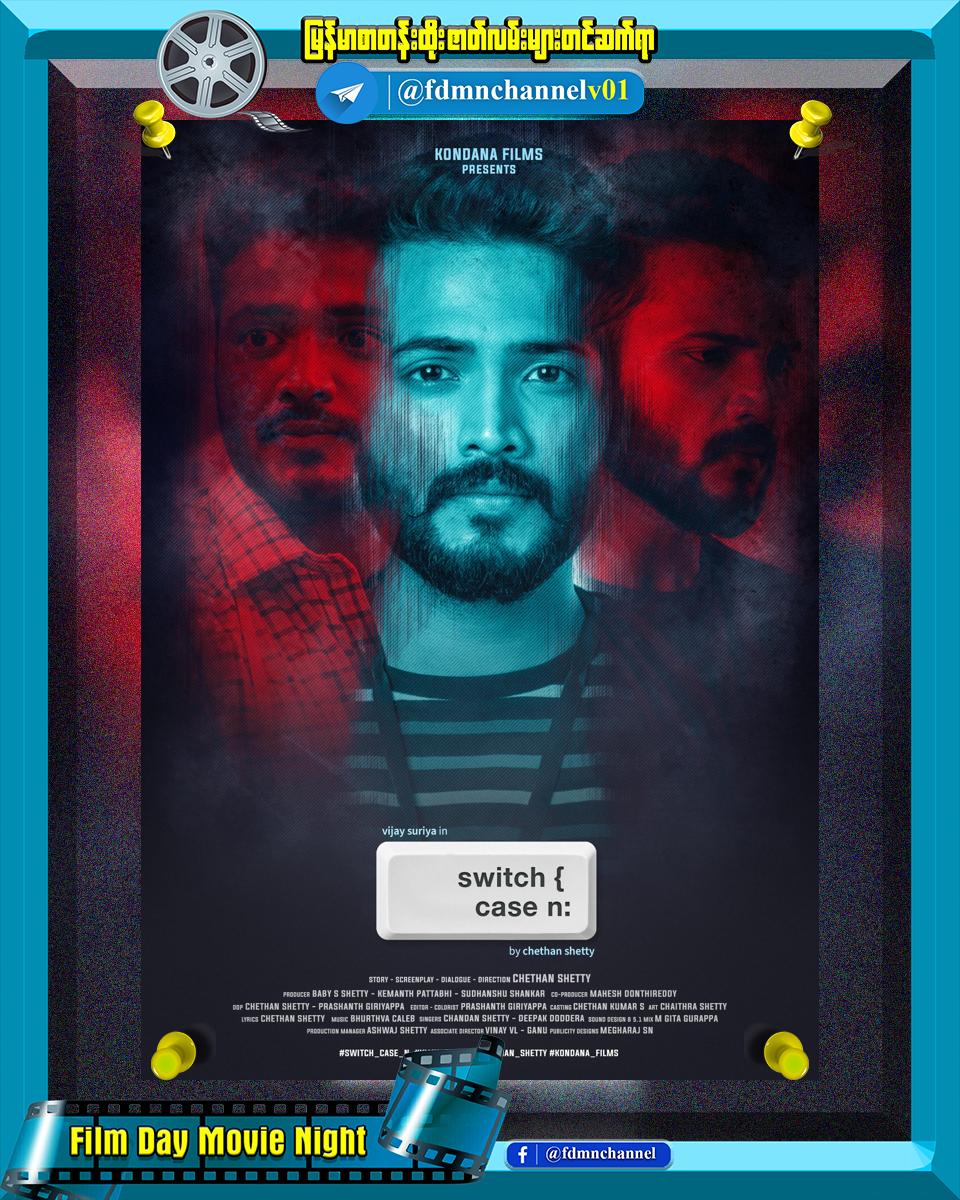 မြန်မာစာတန်းထိုးဇာတ်လမ်းများတင်ဆက်ရာ
@fdmnchannelv01
KONDANA FILMS
PRESENTS
vijay suriya in
switch {
case n:
by chethan shetty
STORY - SCREENPLAY - DIALOGUE - DIRECTION CHETHAN SHETTY
PRODUCER BABY S SHETTY - KEMANTH PATTABHI - SUDHANSHU SHANKAR CO-PRODUCER MAHESH DONTHIREDDY
DOP CHETHAN SHETTY - PRASHANTH GIRIYAPPA EDITOR - COLORIST PRASHANTH GIRIYAPPA CASTING CHETHAN KUMAR S ART CHAITHRA SHETTY
LYRICS CHETHAN SHETTY MUSIC BHURTHVA CALEB SINGERS CHANDAN SHETTY - DEEPAK DODDERA SOUND DESIGN & 5.1 MIX M GITA GURAPPA
PRODUCTION MANAGER ASHWAJ SHETTY ASSOCIATE DIRECTOR VINAY VL - GANU PUBLICITY DESIGNS MEGHARAJ SN
#SWITCH_CASE_N AN_SHETTY #KONDANA_FILMS
Film Day Movie Night
@fdmnchannel